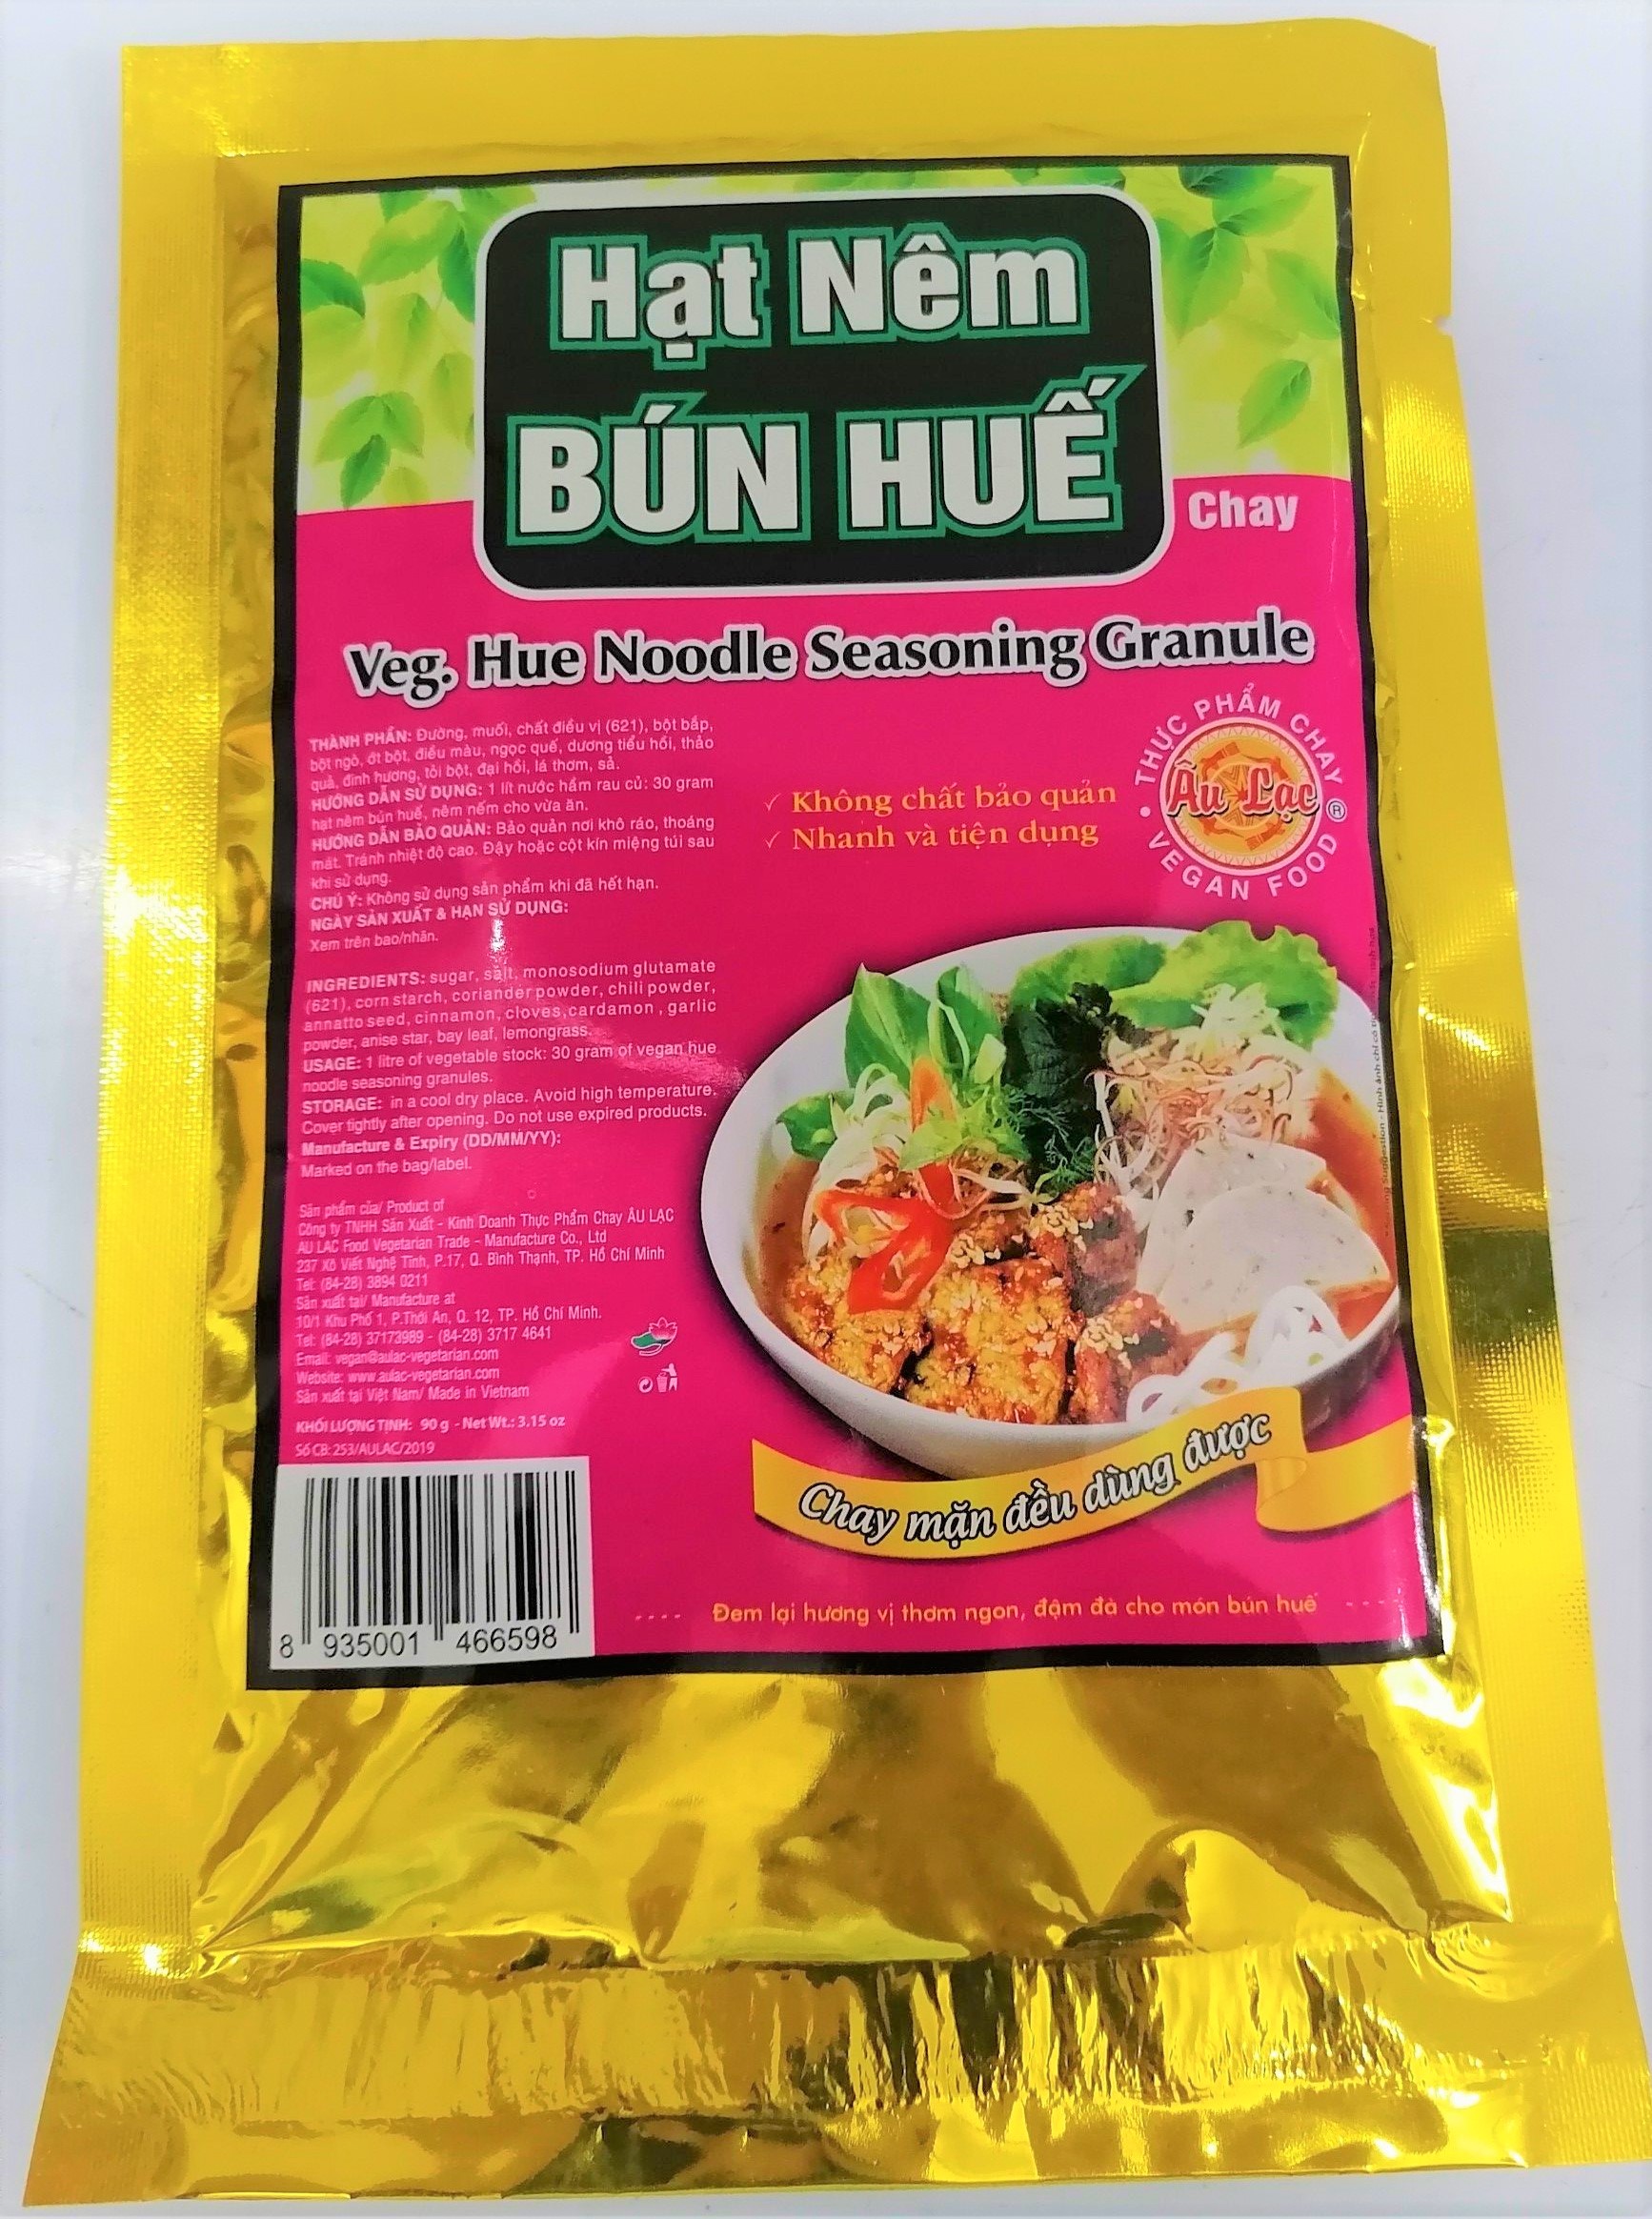 Hạt Nêm
BÚN HUẾ
Chay
Veg. Hue Noodle Seasoning Granule
THÀNH PHẦN: Đường, muối, chất điều vị (621), bột bắp,
bột ngò, ớt bột, điều màu, ngọc quế, dương tiểu hồi, thảo
quả, đinh hương, tỏi bột, đại hồi, lá thơm, sả.
HƯỚNG DẪN SỬ DỤNG: 1 lít nước hầm rau củ: 30 gram
hạt nêm bún huế, nêm nếm cho vừa ăn.
HƯỚNG DẪN BẢO QUẢN: Bảo quản nơi khô ráo, thoáng
mát. Tránh nhiệt độ cao. Đậy hoặc cột kín miệng túi sau
khi sử dụng.
CHÚ Ý: Không sử dụng sản phẩm khi đã hết hạn.
NGÀY SẢN XUẤT & HẠN SỬ DỤNG:
Xem trên bao/nhãn.
INGREDIENTS: sugar, salt, monosodium glutamate
(621), corn starch, coriander powder, chili powder,
annatto seed, cinnamon, cloves, cardamon , garlic
powder, anise star, bay leaf, lemongrass.
USAGE: 1 litre of vegetable stock: 30 gram of vegan hue
noodle seasoning granules.
STORAGE: in a cool dry place. Avoid high temperature.
Cover tightly after opening. Do not use expired products.
Manufacture & Expiry (DD/MM/YY):
Marked on the bag/label.
Sản phẩm của/ Product of
Công ty TNHH Sản Xuất - Kinh Doanh Thực Phẩm Chay ÂU LẠC
AU LAC Food Vegetarian Trade - Manufacture Co., Ltd
237 Xô Viết Nghệ Tĩnh, P.17, Q. Bình Thạnh, TP. Hồ Chí Minh
Tel: (84-28) 3894 0211
Sản xuất tại/ Manufacture at
10/1 Khu Phố 1, P.Thới An, Q. 12, TP. Hồ Chí Minh.
Tel: (84-28) 37173989 - (84-28) 3717 4641
Email: vegan@aulac-vegetarian.com
Website: www.aulac-vegetarian.com
Sản xuất tại Việt Nam/ Made in Vietnam
KHỐI LƯỢNG TỊNH: 90 g - Net Wt.: 3.15 oz
Số CB: 253/AULAC/2019
8 935001 466598
✓ Không chất bảo quản
✓ Nhanh và tiện dụng
• THỰC PHẨM CHAY •
Âu Lạc ®
VEGAN FOOD
Chay mặn đều dùng được
Đem lại hương vị thơm ngon, đậm đà cho món bún huế